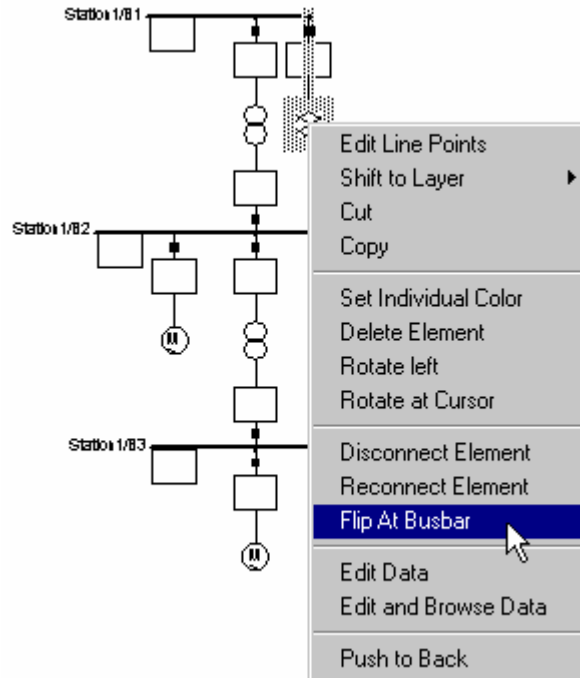 Station 1/B1
Edit Line Points
Shift to Layer
Cut
Copy
Station 1/B2
Set Individual Color
Delete Element
Rotate left
Rotate at Cursor
Station 1/B3
Disconnect Element
Reconnect Element
Flip At Busbar
Edit Data
Edit and Browse Data
Push to Back